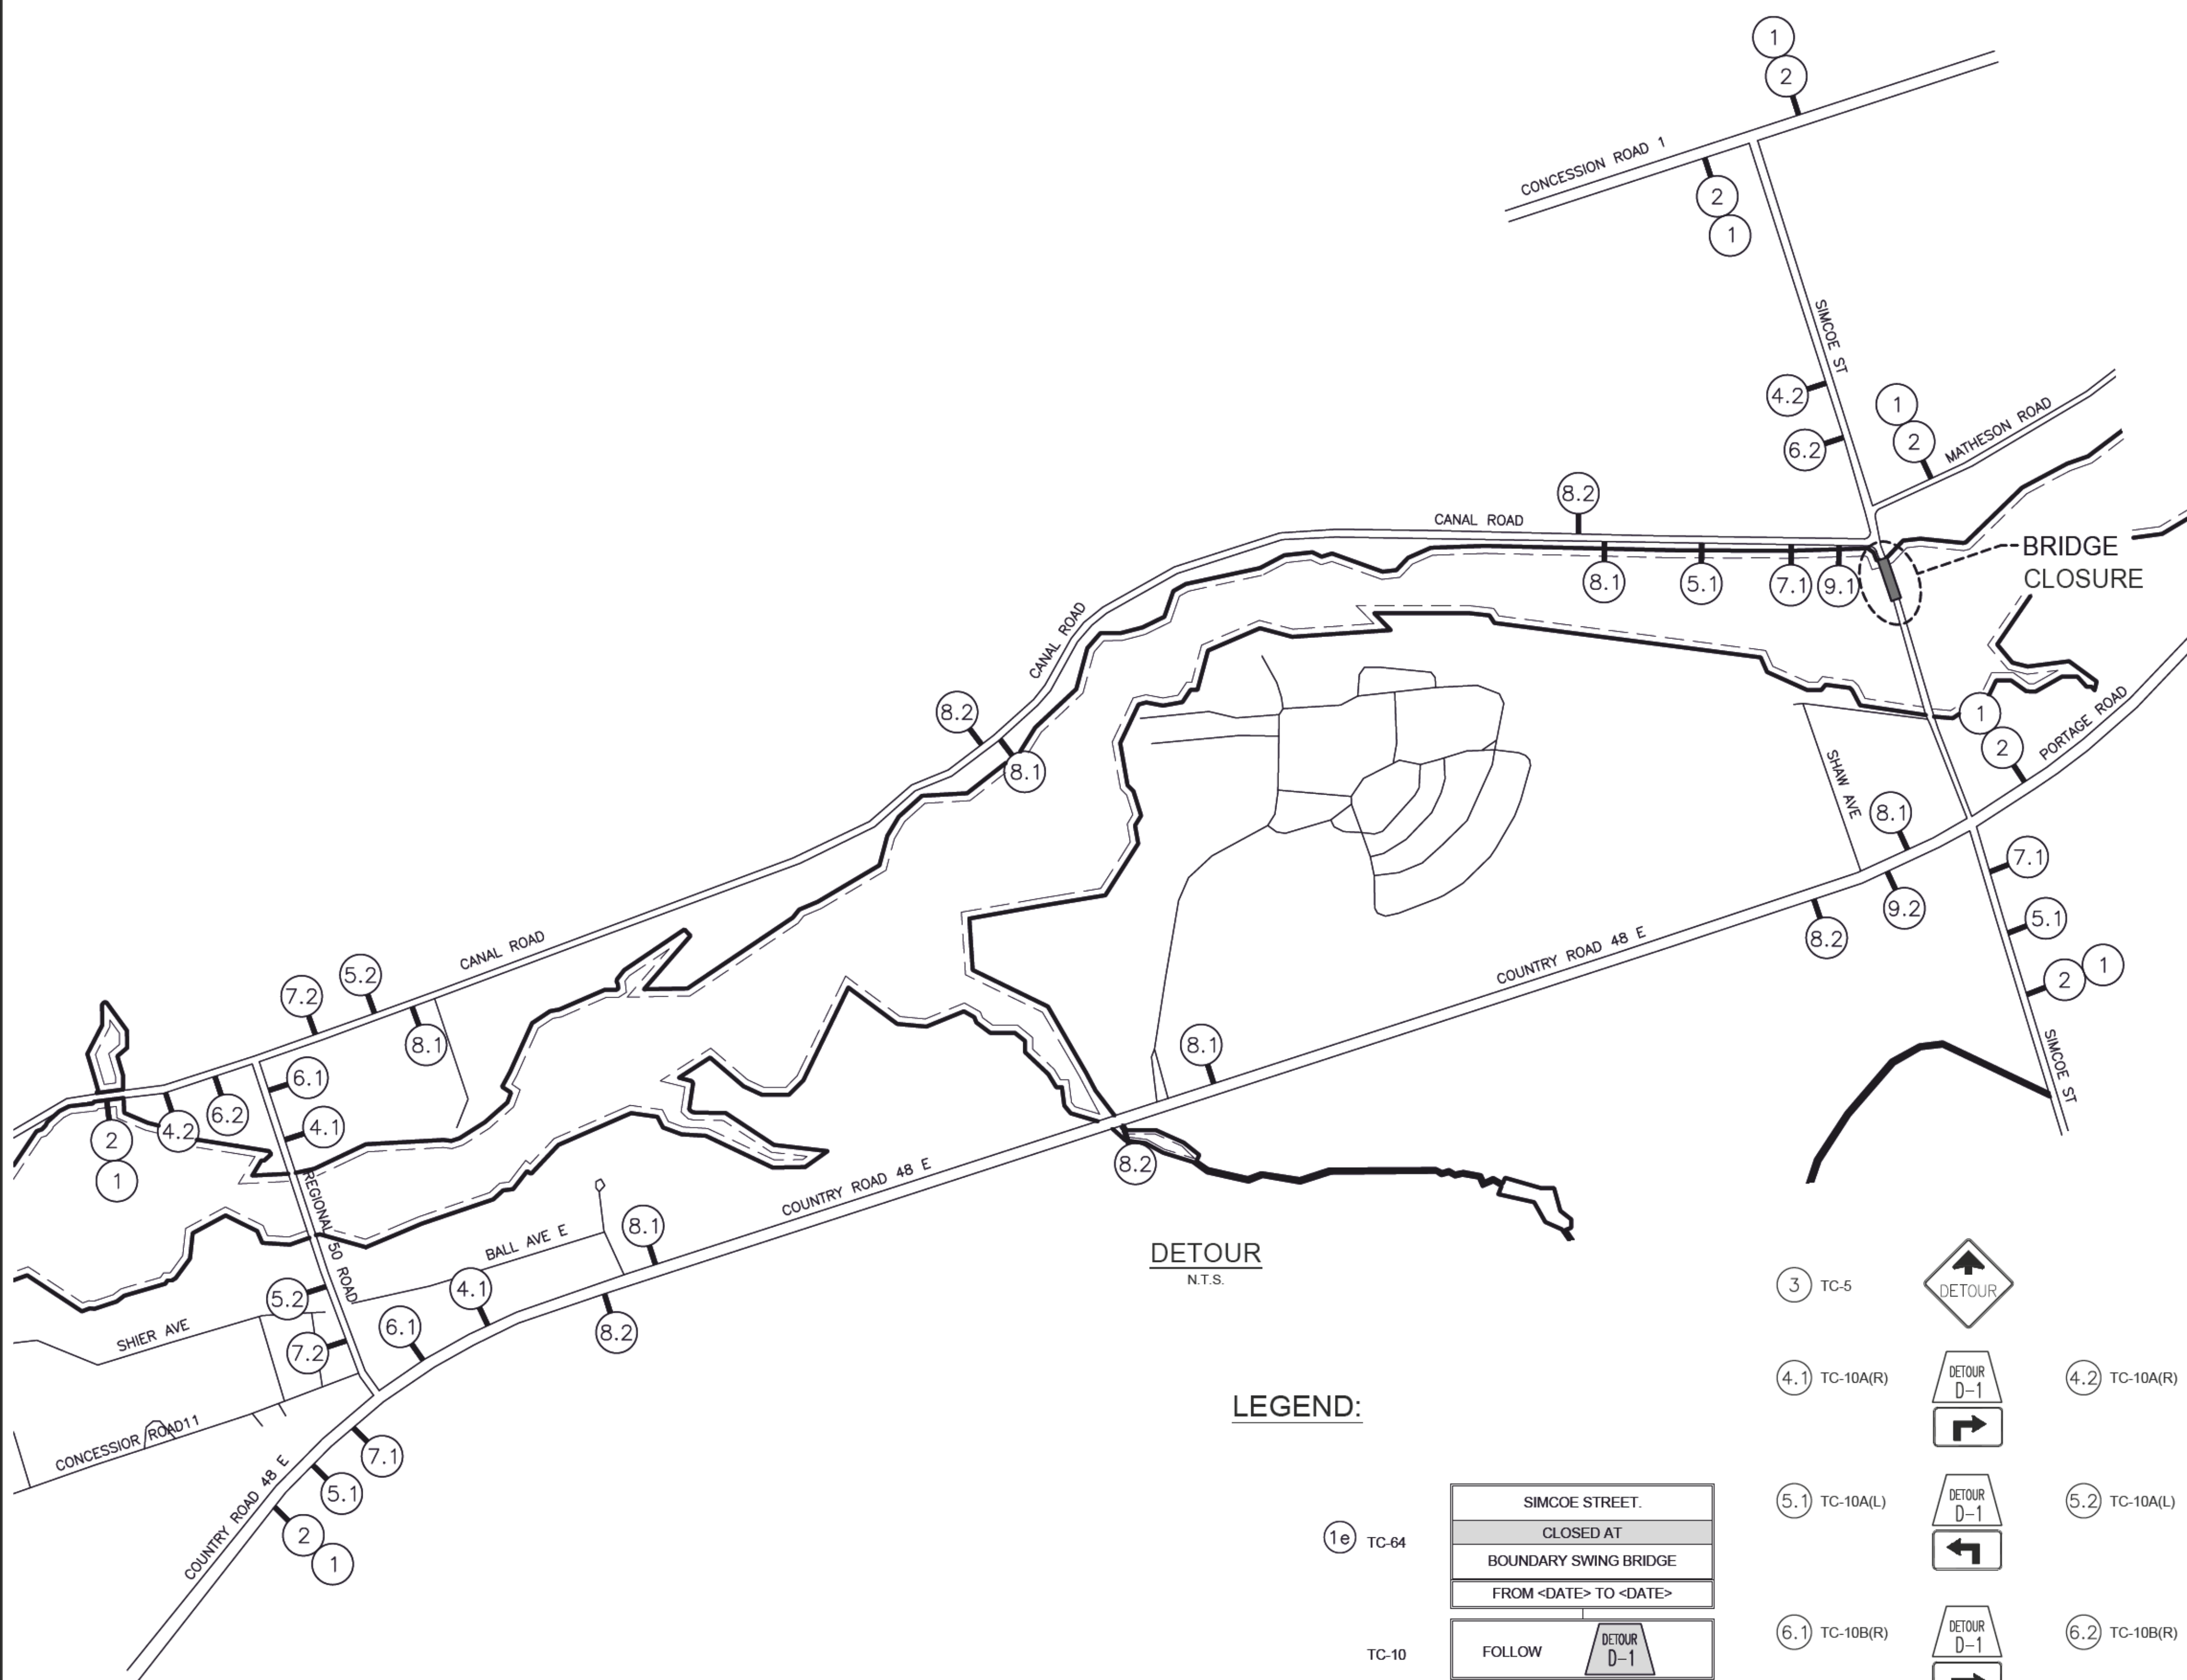 1
2
CONCESSION ROAD 1
2
1
SIMCOE ST
4.2
6.2
1
2
MATHESON ROAD
8.2
CANAL ROAD
BRIDGE
CLOSURE
8.1
5.1
7.1
9.1
CANAL ROAD
8.2
8.1
1
2
PORTAGE ROAD
SHAW AVE
8.1
7.1
9.2
5.1
8.2
2
1
COUNTRY ROAD 48 E
SIMCOE ST
CANAL ROAD
5.2
7.2
8.1
6.1
6.2
4.1
4.2
2
1
8.1
8.2
REGIONAL 50 ROAD
COUNTRY ROAD 48 E
BALL AVE E
8.1
4.1
5.2
6.1
8.2
SHIER AVE
7.2
CONCESSIOR ROAD11
COUNTRY ROAD 48 E
7.1
5.1
2
1
DETOUR
N.T.S.
LEGEND:
1e TC-64
SIMCOE STREET.
CLOSED AT
BOUNDARY SWING BRIDGE
FROM <DATE> TO <DATE>
TC-10
FOLLOW
DETOUR
D-1
3 TC-5
DETOUR
4.1 TC-10A(R)
DETOUR
D-1
4.2 TC-10A(R)
5.1 TC-10A(L)
DETOUR
D-1
5.2 TC-10A(L)
6.1 TC-10B(R)
DETOUR
D-1
6.2 TC-10B(R)